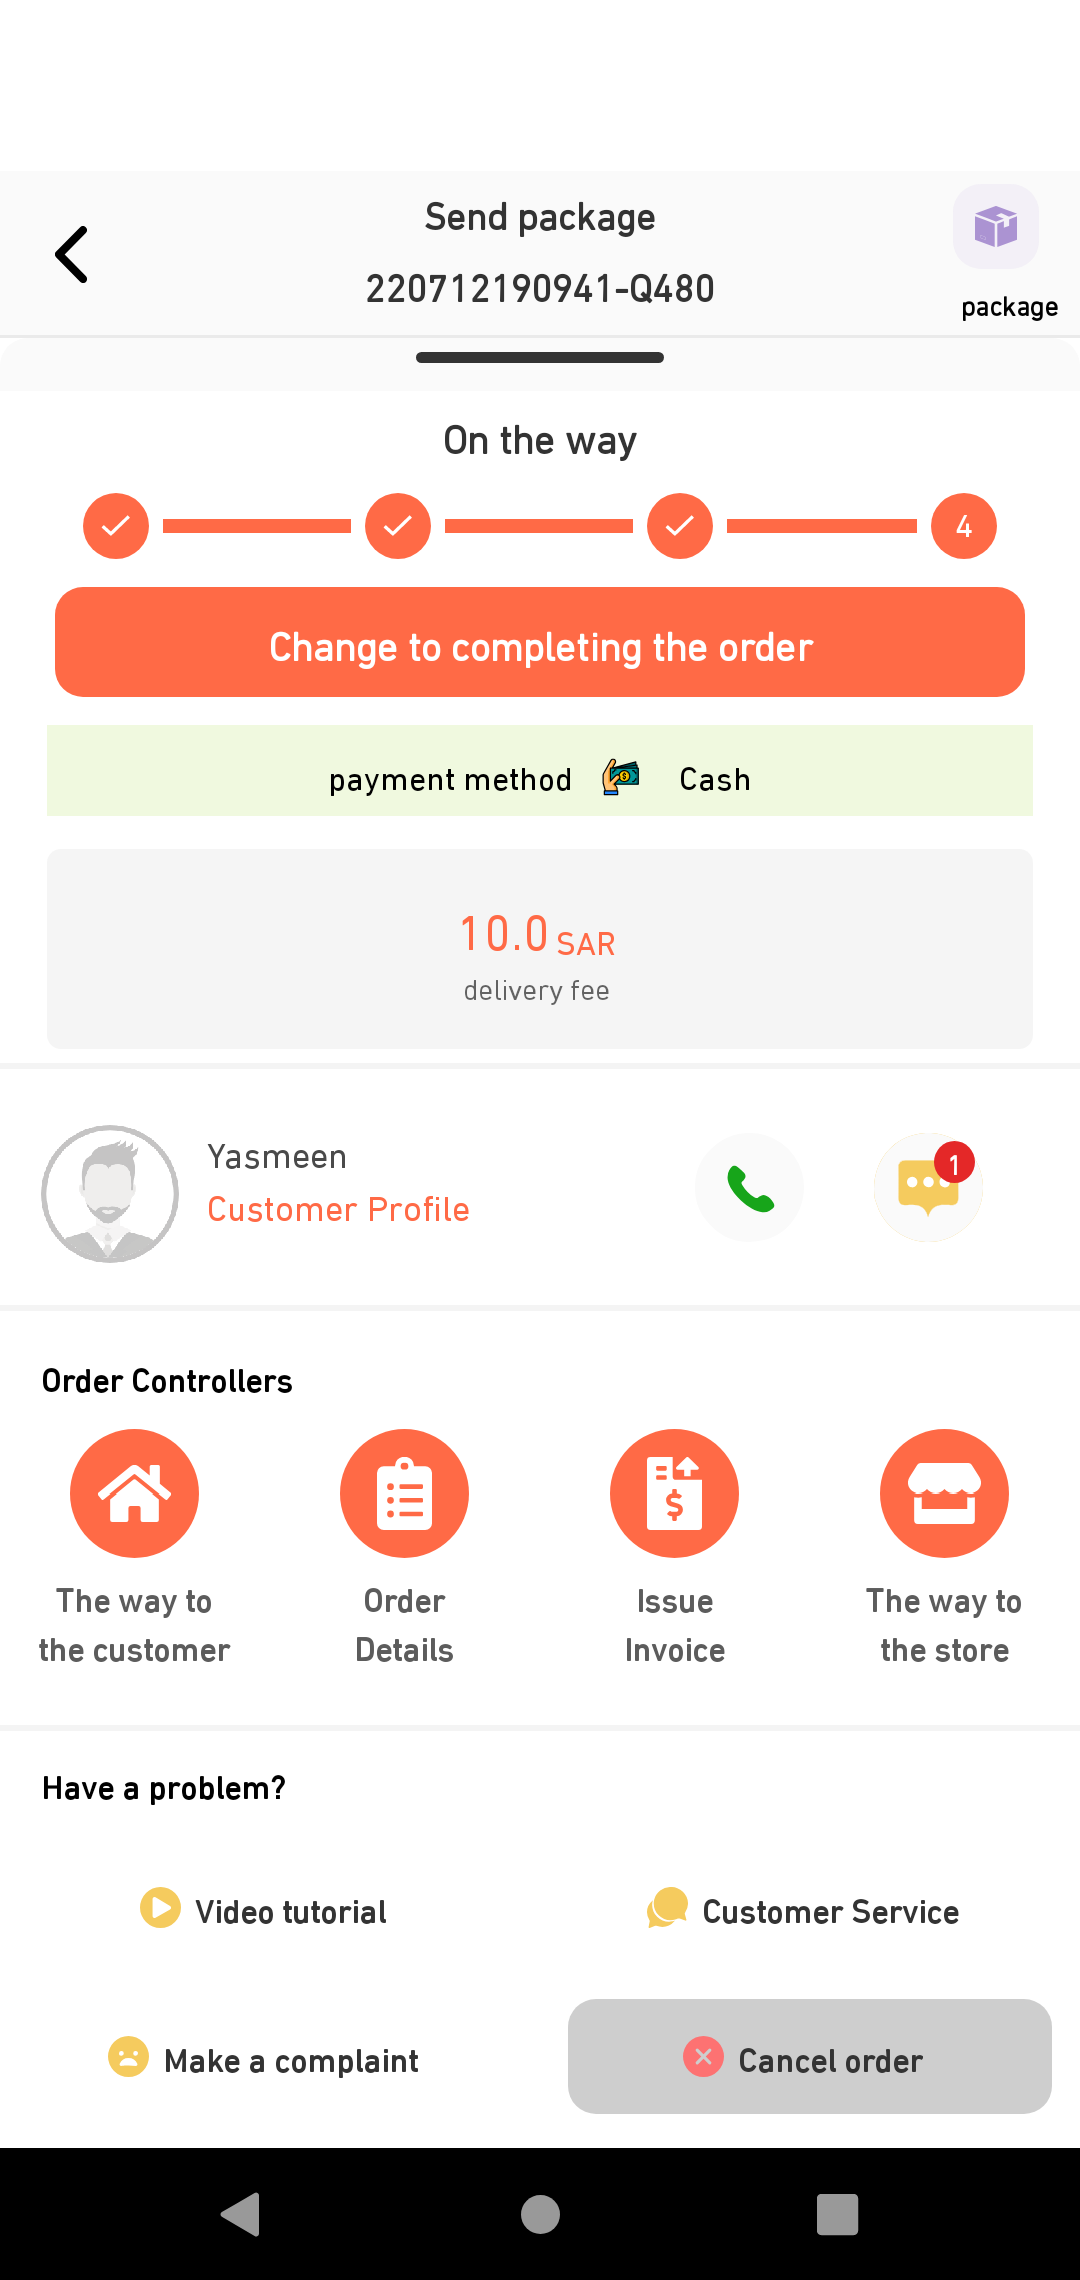 Send package
220712190941-Q480
package
On the way
4
Change to completing the order
payment method Cash
10.0 SAR
delivery fee
Yasmeen
Customer Profile
1
Order Controllers
The way to
the customer
Order
Details
Issue
Invoice
The way to
the store
Have a problem?
Video tutorial
Customer Service
Make a complaint
Cancel order